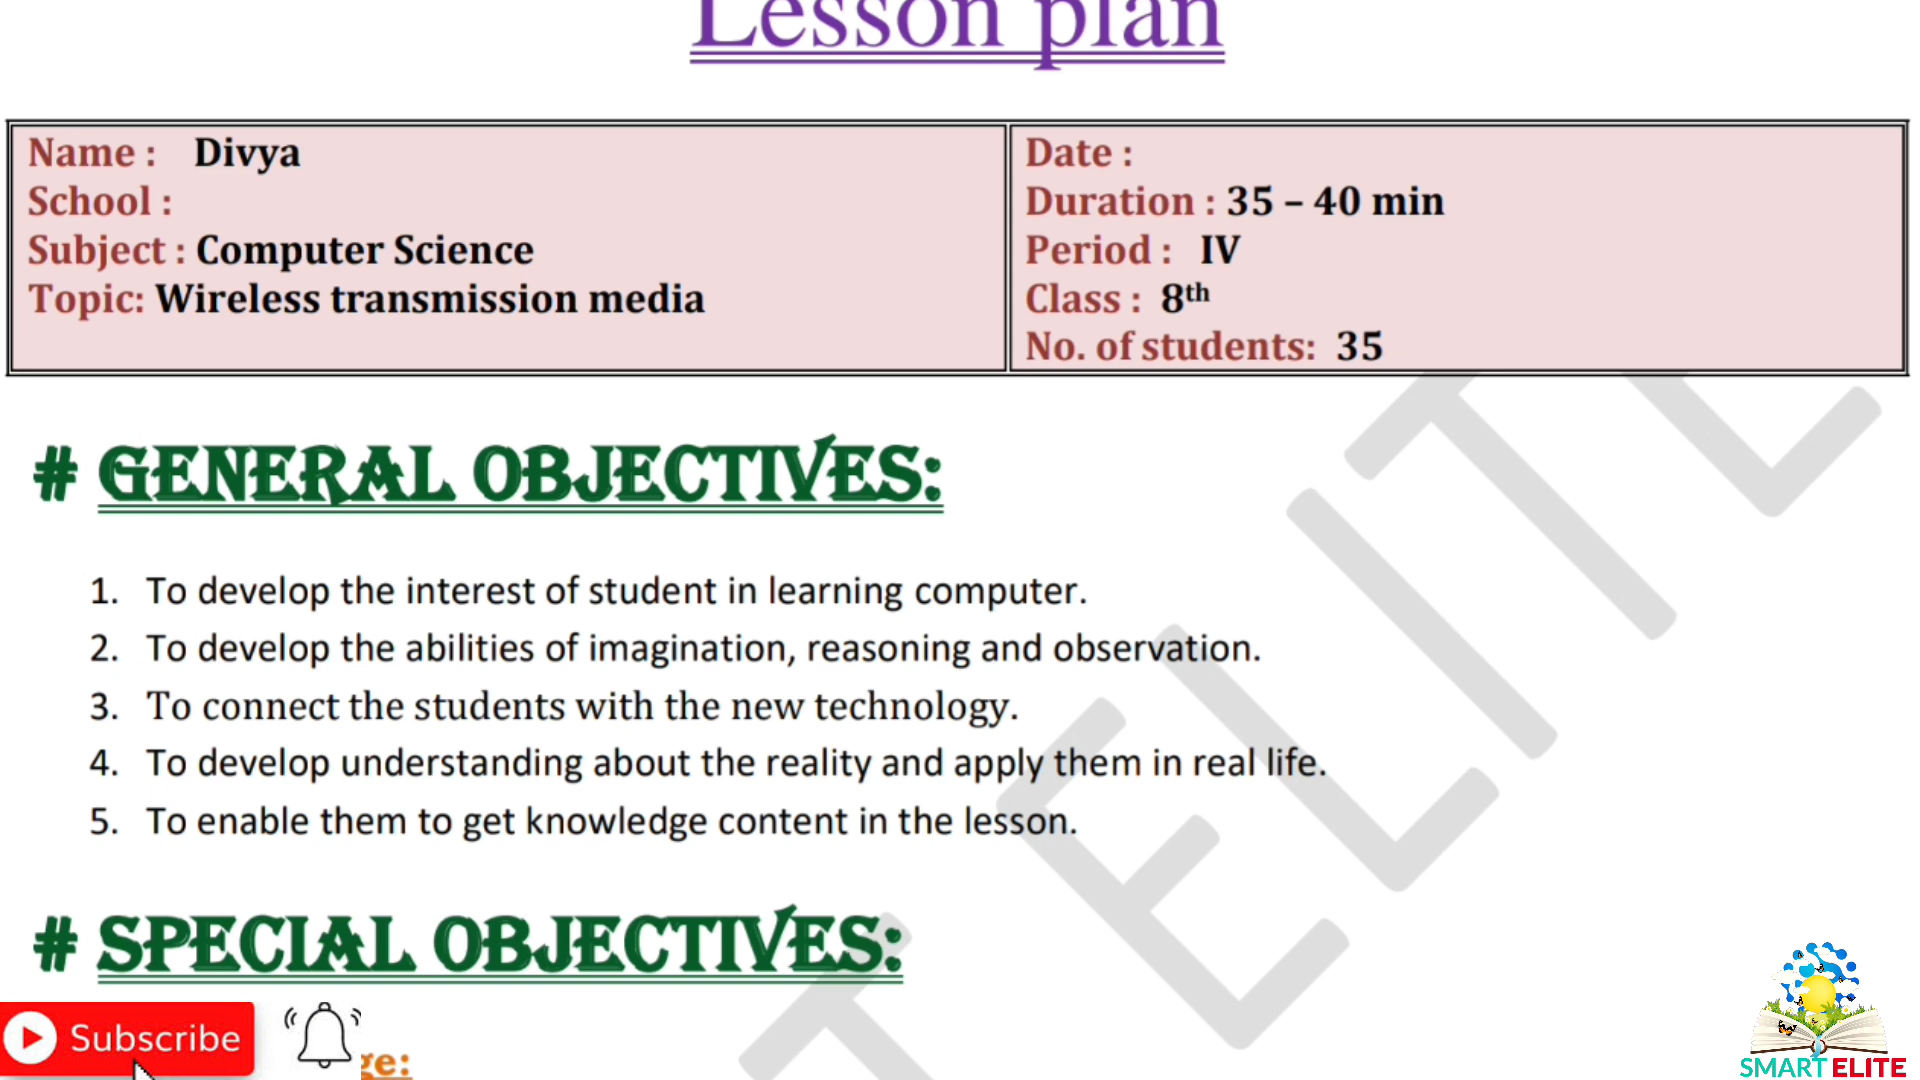 Lesson plan
Name : Divya
School :
Subject : Computer Science
Topic: Wireless transmission media
Date :
Duration : 35 – 40 min
Period : IV
Class : 8th
No. of students: 35
# GENERAL OBJECTIVES:
1. To develop the interest of student in learning computer.
2. To develop the abilities of imagination, reasoning and observation.
3. To connect the students with the new technology.
4. To develop understanding about the reality and apply them in real life.
5. To enable them to get knowledge content in the lesson.
# SPECIAL OBJECTIVES:
Subscribe
ge:
SMART ELITE
T ELITE